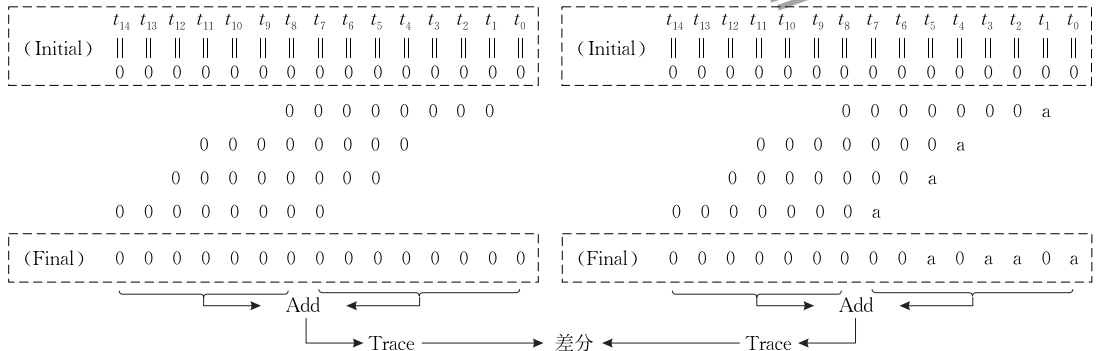 t14 t13 t12 t11 t10 t9 t8 t7 t6 t5 t4 t3 t2 t1 t0
(Initial)
0 0 0 0 0 0 0 0 0 0 0 0 0 0 0
0 0 0 0 0 0 0 0
0 0 0 0 0 0 0 0
0 0 0 0 0 0 0 0
0 0 0 0 0 0 0 0
(Final) 0 0 0 0 0 0 0 0 0 0 0 0 0 0 0
Add
t14 t13 t12 t11 t10 t9 t8 t7 t6 t5 t4 t3 t2 t1 t0
(Initial)
0 0 0 0 0 0 0 0 0 0 0 0 0 0 0
0 0 0 0 0 0 0 a
0 0 0 0 0 0 0 a
0 0 0 0 0 0 0 a
0 0 0 0 0 0 0 a
(Final) 0 0 0 0 0 0 0 0 0 a 0 a a 0 a
Add
Trace 差分 Trace